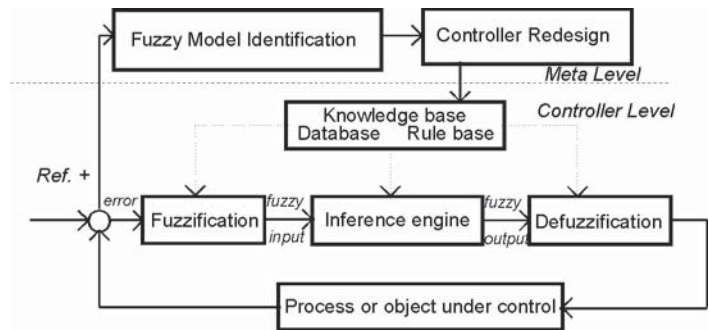 Fuzzy Model Identification
Controller Redesign
Meta Level
Knowledge base
Database Rule base
Controller Level
Ref. +
error
Fuzzification
fuzzy
input
Inference engine
fuzzy
output
Defuzzification
Process or object under control